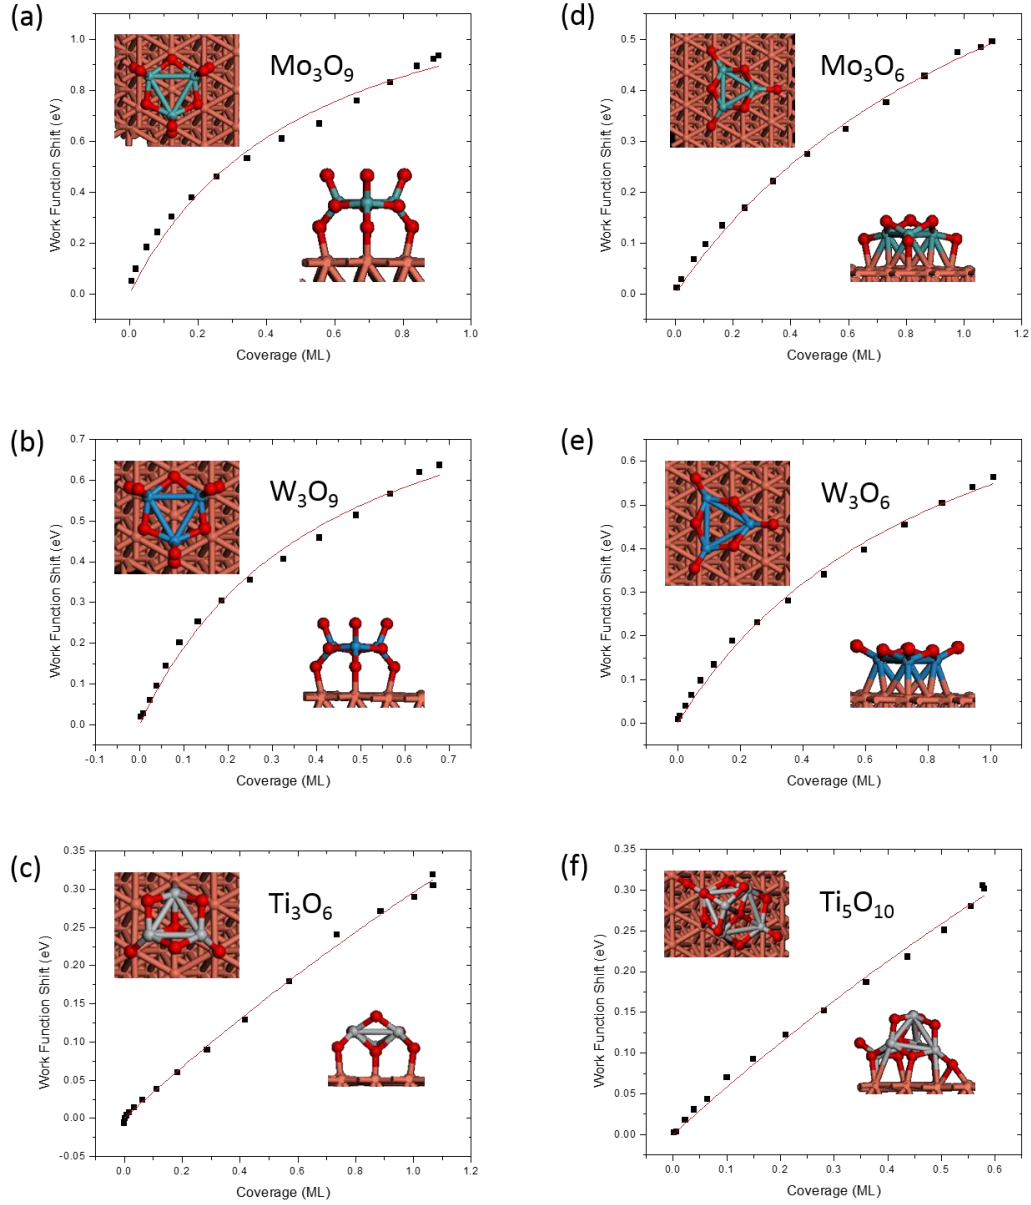 (a)
Mo3O9
Work Function Shift (eV)
1.0
0.8
0.6
0.4
0.2
0.0
0.0 0.2 0.4 0.6 0.8 1.0
Coverage (ML)
(d)
Mo3O6
Work Function Shift (eV)
0.5
0.4
0.3
0.2
0.1
0.0
0.0 0.2 0.4 0.6 0.8 1.0 1.2
Coverage (ML)
(b)
W3O9
Work Function Shift (eV)
0.7
0.6
0.5
0.4
0.3
0.2
0.1
0.0
-0.1 0.0 0.1 0.2 0.3 0.4 0.5 0.6 0.7 0.8
Coverage (ML)
(e)
W3O6
Work Function Shift (eV)
0.6
0.5
0.4
0.3
0.2
0.1
0.0
0.0 0.2 0.4 0.6 0.8 1.0
Coverage (ML)
(c)
Ti3O6
Work Function Shift (eV)
0.35
0.30
0.25
0.20
0.15
0.10
0.05
0.00
-0.05
0.0 0.2 0.4 0.6 0.8 1.0 1.2
Coverage (ML)
(f)
Ti5O10
Work Function Shift (eV)
0.35
0.30
0.25
0.20
0.15
0.10
0.05
0.00
0.0 0.1 0.2 0.3 0.4 0.5 0.6
Coverage (ML)